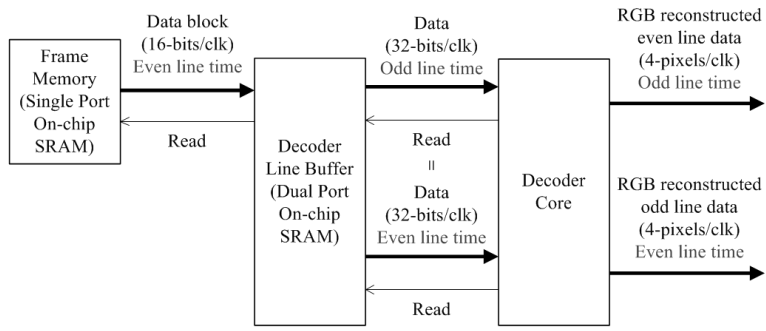 Frame
Memory
(Single Port
On-chip
SRAM)
Data block
(16-bits/clk)
Even line time
Read
Decoder
Line Buffer
(Dual Port
On-chip
SRAM)
Data
(32-bits/clk)
Odd line time
Read
=
Data
(32-bits/clk)
Even line time
Read
Decoder
Core
RGB reconstructed
even line data
(4-pixels/clk)
Odd line time
RGB reconstructed
odd line data
(4-pixels/clk)
Even line time